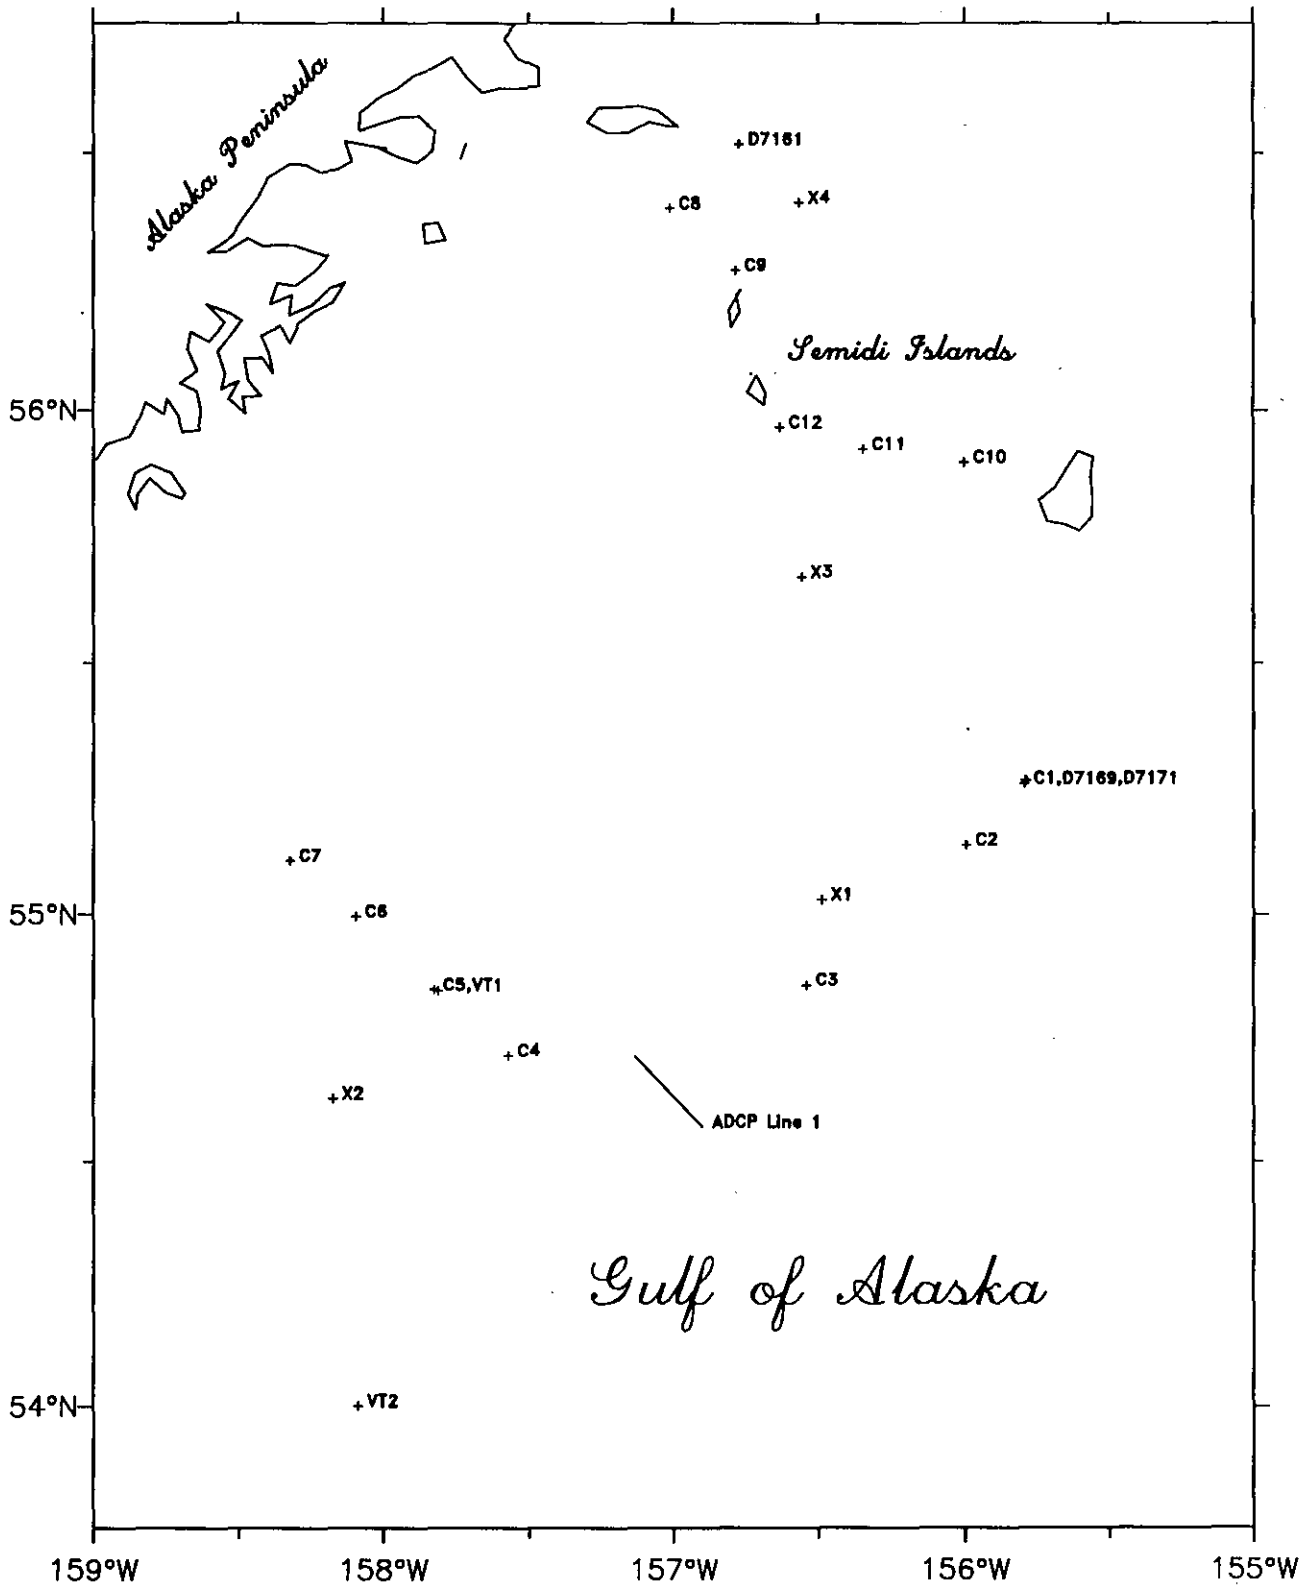 Alaska Peninsula
D7161
C8
X4
C9
Semidi Islands
56°N
C12
C11
C10
X3
C1,D7169,D7171
C2
C7
X1
55°N
C6
C3
C5,VT1
C4
X2
ADCP Line 1
Gulf of Alaska
54°N
VT2
159°W
158°W
157°W
156°W
155°W